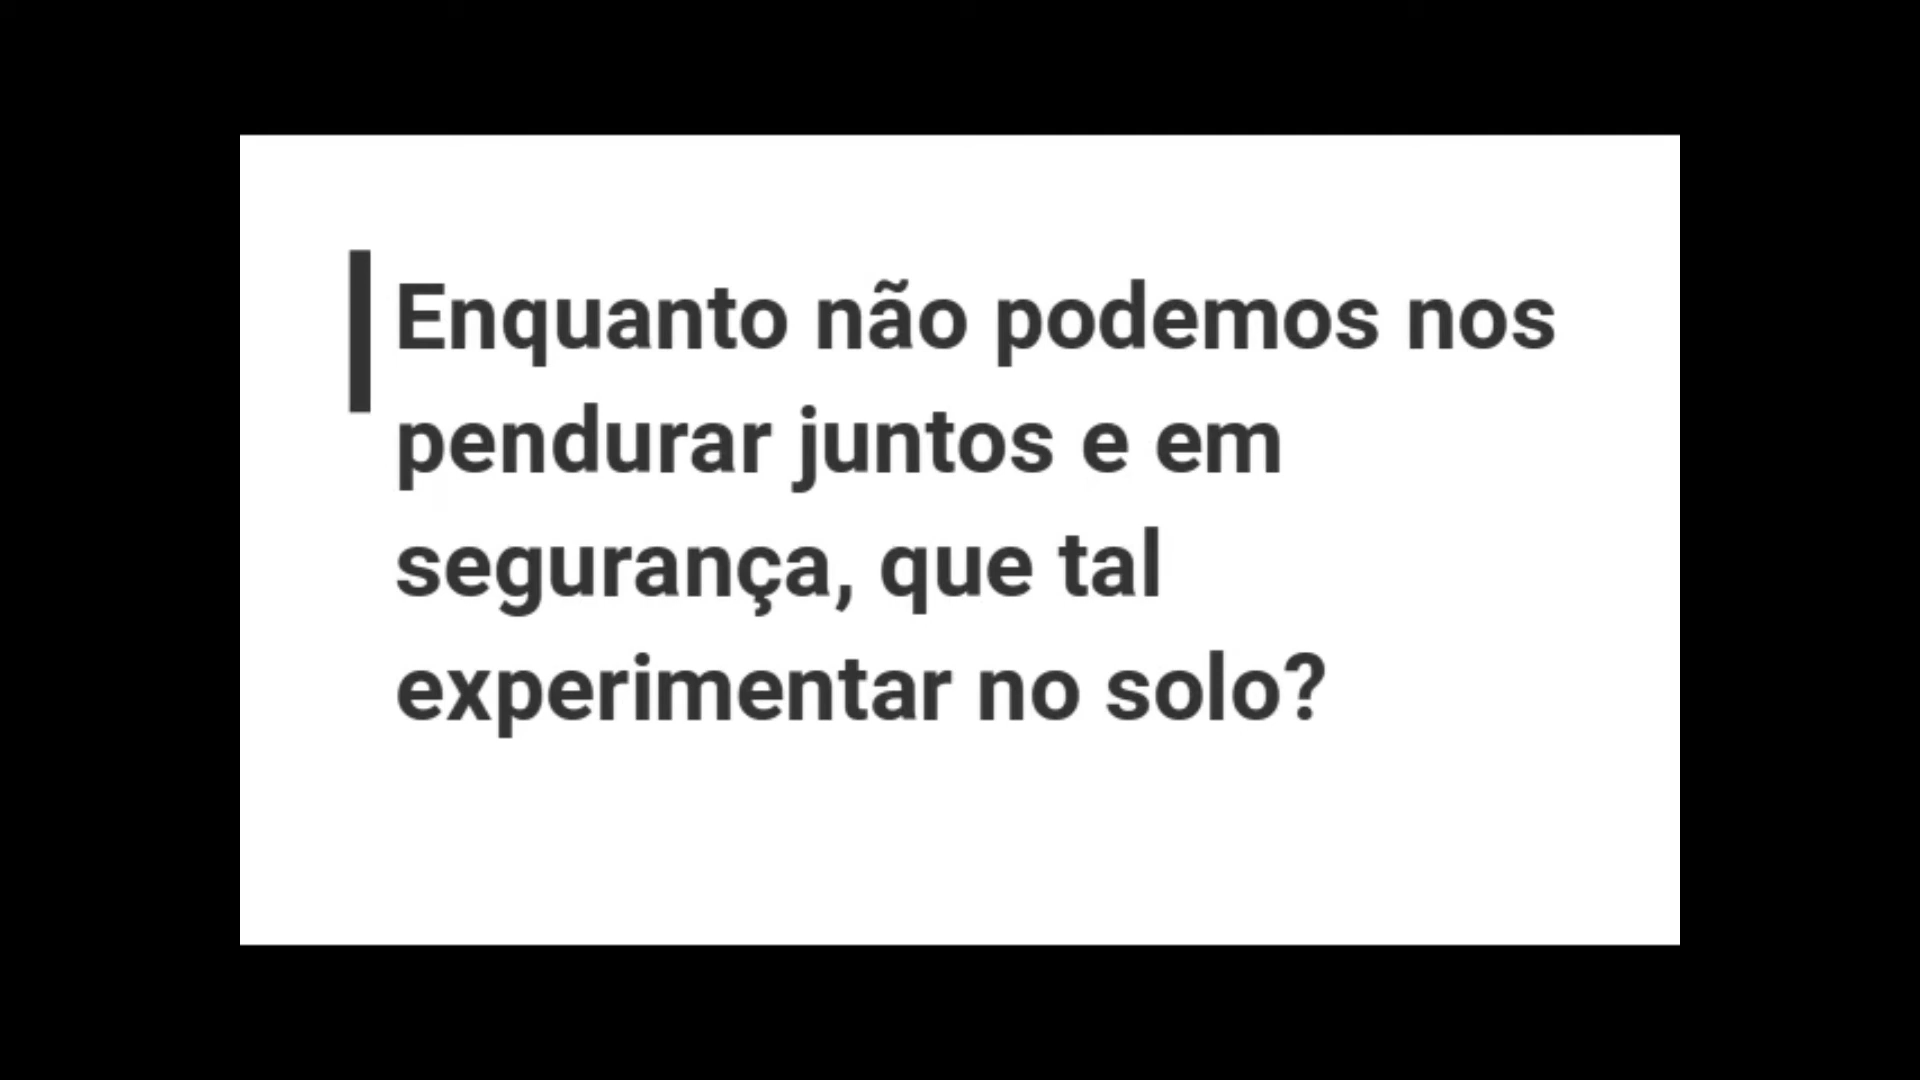 Enquanto não podemos nos
pendurar juntos e em
segurança, que tal
experimentar no solo?